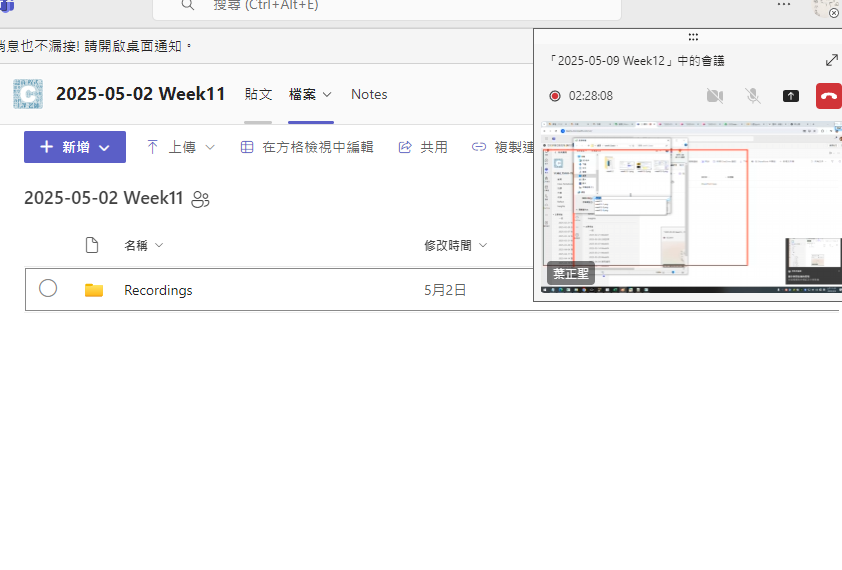 搜尋 (Ctrl+Alt+E)
消息也不漏接! 請開啟桌面通知。
2025-05-02 Week11
貼文
檔案
Notes
新增
上傳
在方格檢視中編輯
共用
複製連
2025-05-02 Week11
名稱
修改時間
Recordings
5月2日
「2025-05-09 Week12」中的會議
02:28:08
葉正聖